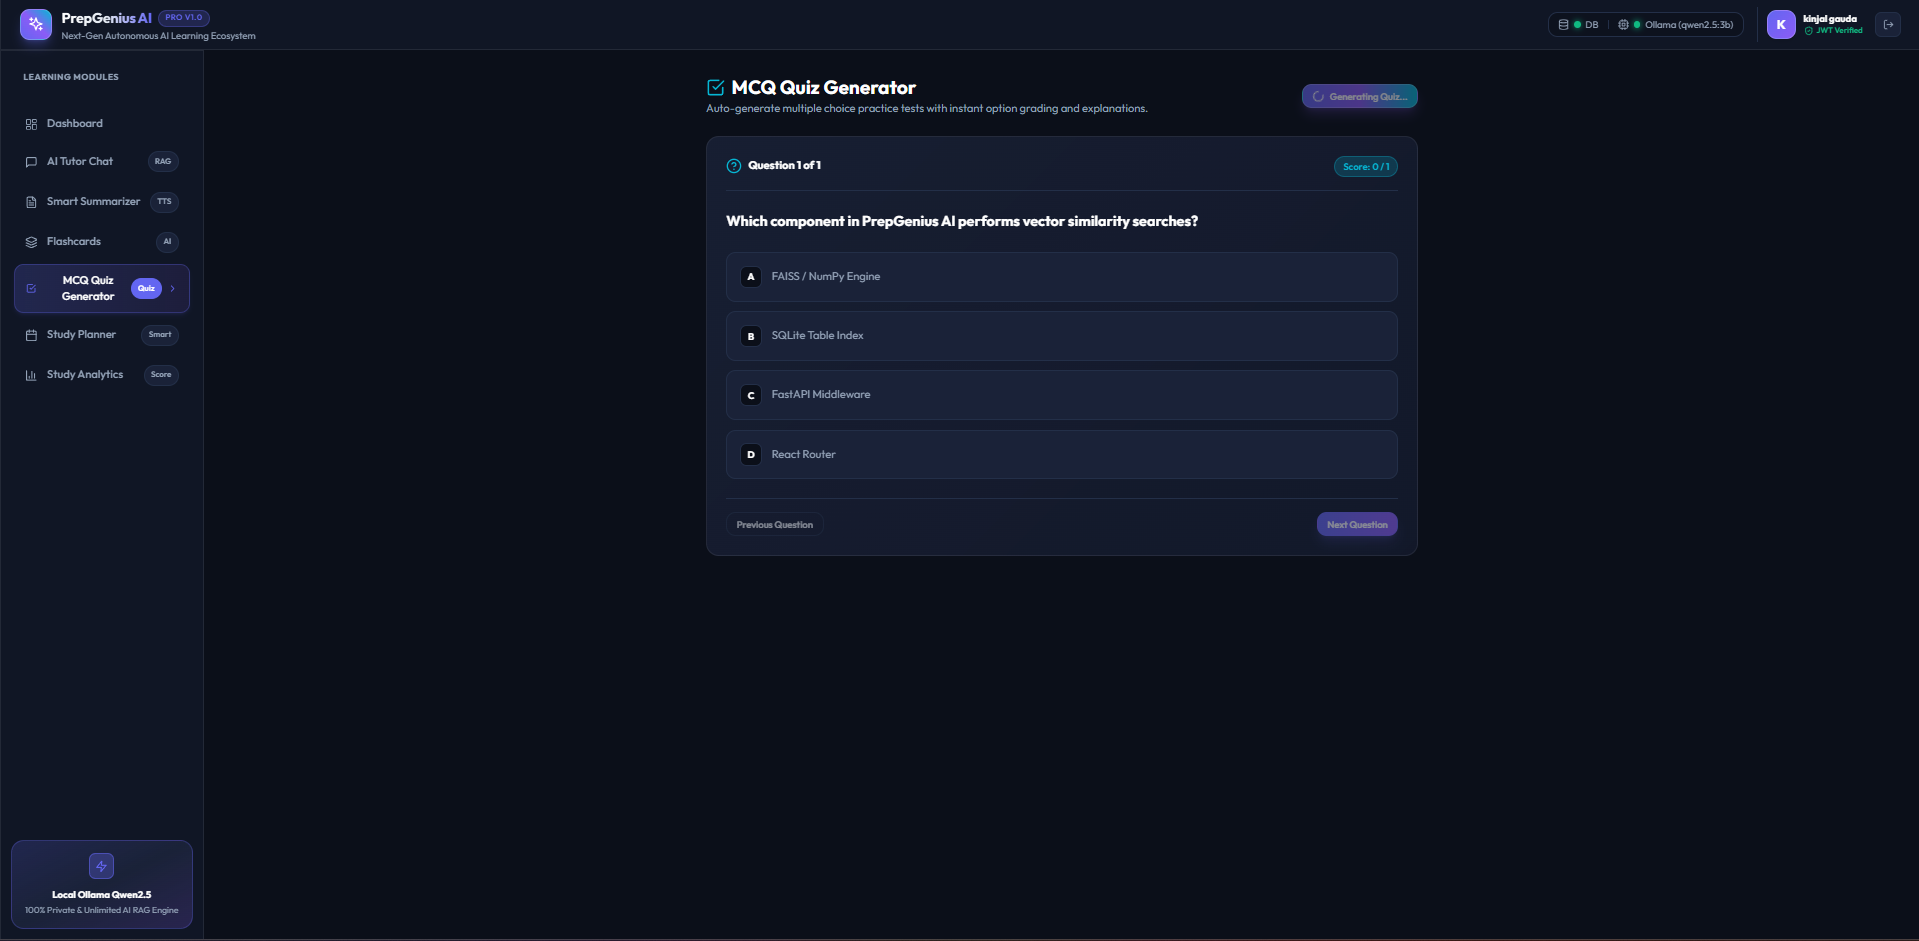 PrepGenius AI PRO V1.0
Next-Gen Autonomous AI Learning Ecosystem
DB Ollama (qwen2.5:3b)
K kinjal gauda
JWT Verified
LEARNING MODULES
Dashboard
AI Tutor Chat RAG
Smart Summarizer TTS
Flashcards AI
MCQ Quiz
Generator Quiz
Study Planner Smart
Study Analytics Score
Local Ollama Qwen2.5
100% Private & Unlimited AI RAG Engine
MCQ Quiz Generator
Auto-generate multiple choice practice tests with instant option grading and explanations.
Generating Quiz...
Question 1 of 1 Score: 0 / 1
Which component in PrepGenius AI performs vector similarity searches?
A FAISS / NumPy Engine
B SQLite Table Index
C FastAPI Middleware
D React Router
Previous Question Next Question